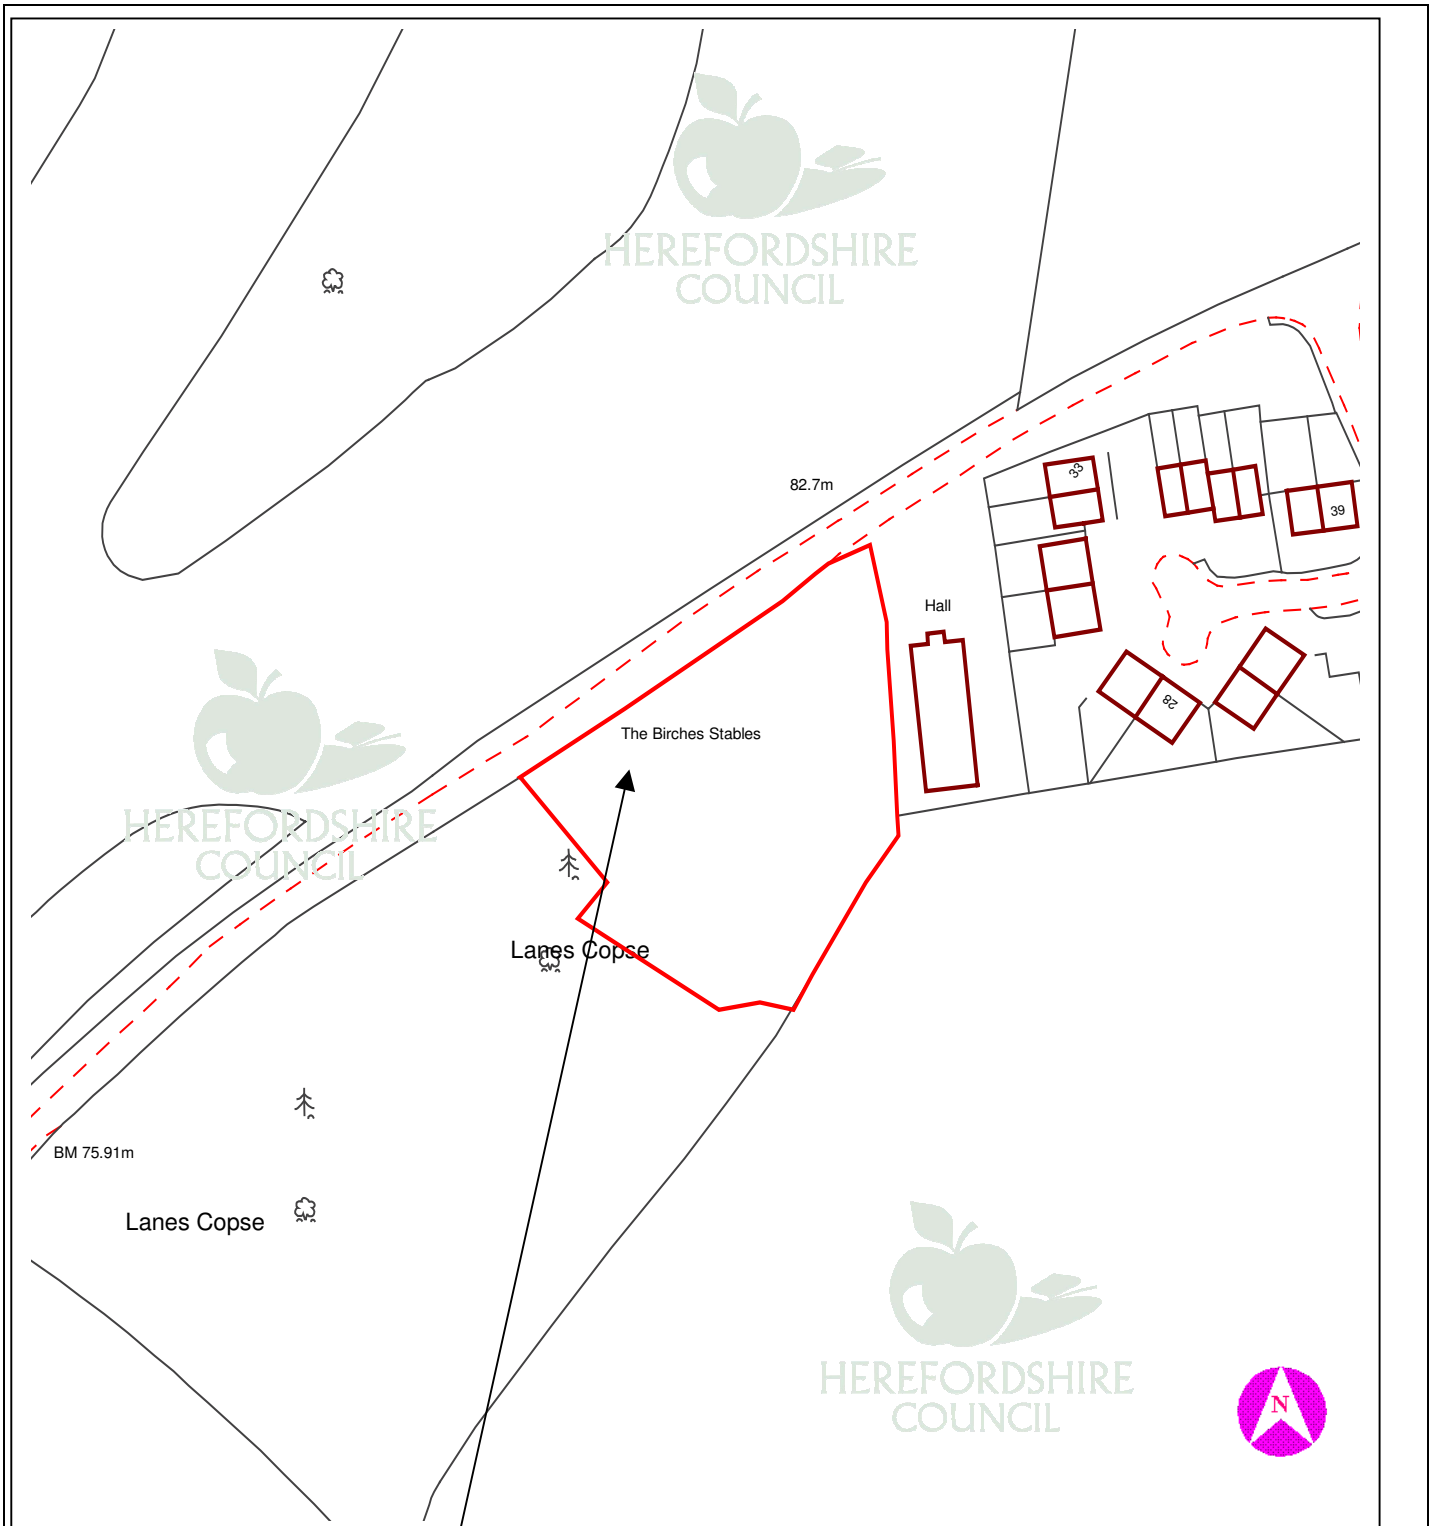 HEREFORDSHIRE
COUNCIL
33
82.7m
39
Hall
28
The Birches Stables
HEREFORDSHIRE
COUNCIL
Lanes Copse
BM 75.91m
Lanes Copse
HEREFORDSHIRE
COUNCIL
N